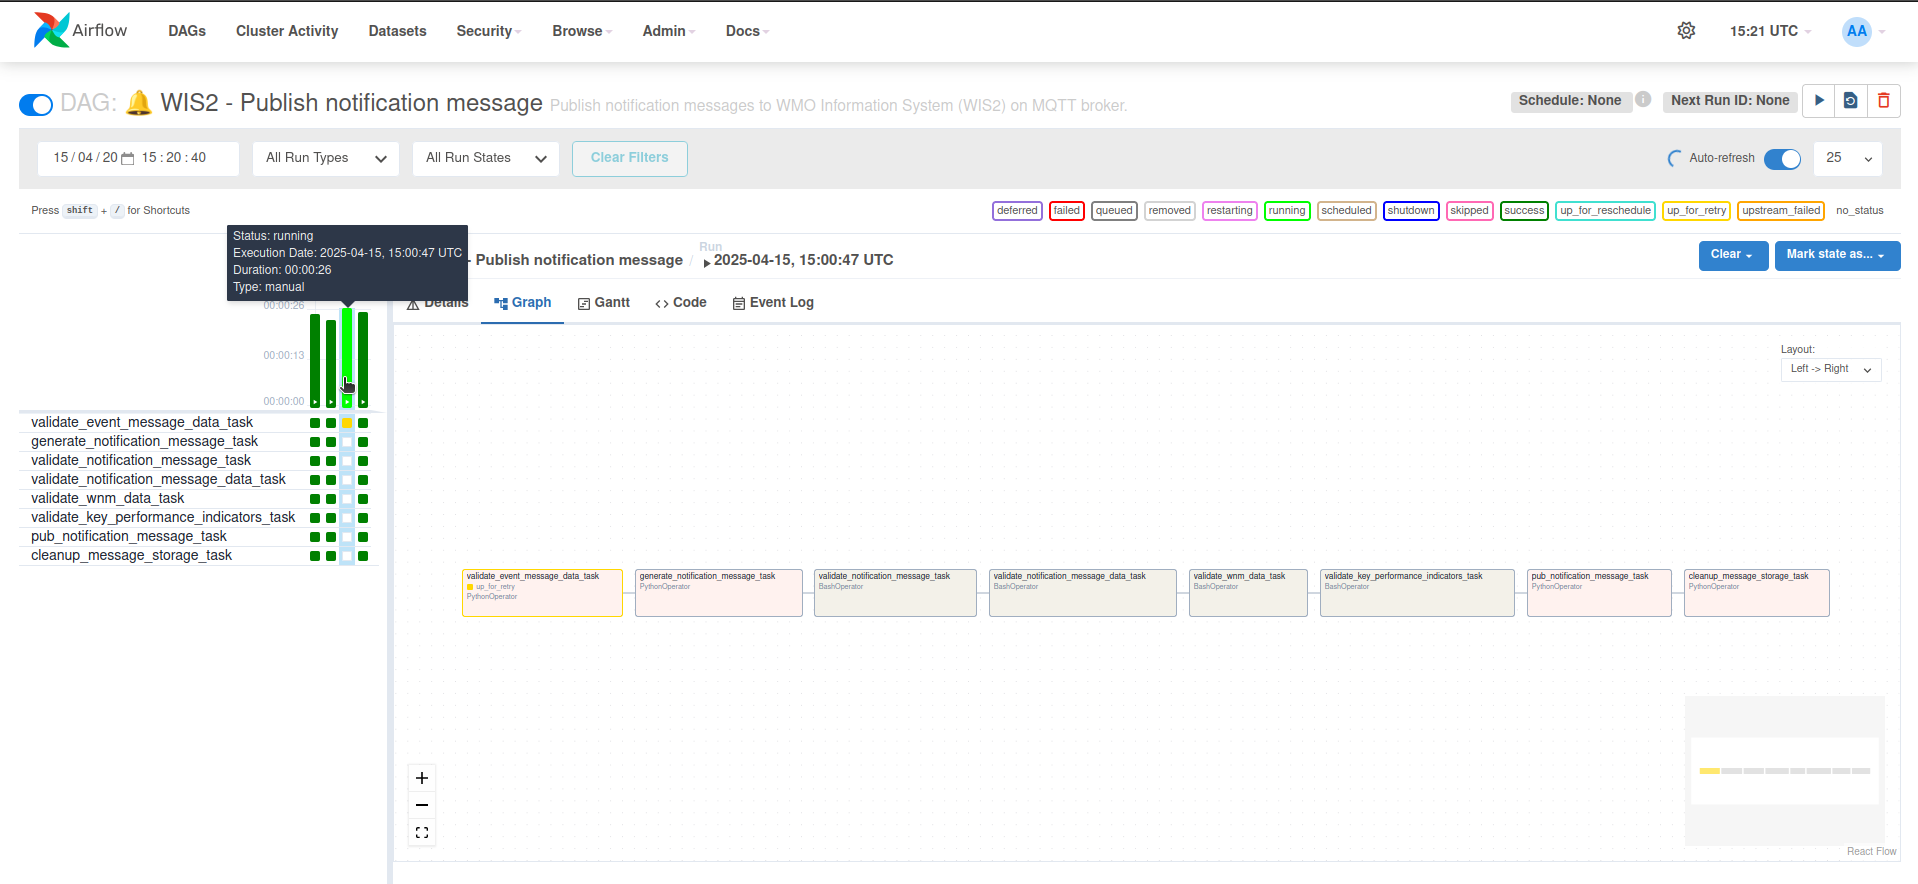 Airflow
DAGs
Cluster Activity
Datasets
Security
Browse
Admin
Docs
15:21 UTC
AA
DAG: 🔔 WIS2 - Publish notification message
Publish notification messages to WMO Information System (WIS2) on MQTT broker.
Schedule: None
Next Run ID: None
15/04/20 15:20:40
All Run Types
All Run States
Clear Filters
Auto-refresh
25
Press shift + / for Shortcuts
deferred
failed
queued
removed
restarting
running
scheduled
shutdown
skipped
success
up_for_reschedule
up_for_retry
upstream_failed
no_status
Status: running
Execution Date: 2025-04-15, 15:00:47 UTC
Duration: 00:00:26
Type: manual
- Publish notification message /
Run
2025-04-15, 15:00:47 UTC
Clear
Mark state as...
Details
Graph
Gantt
Code
Event Log
00:00:26
00:00:13
00:00:00
validate_event_message_data_task
generate_notification_message_task
validate_notification_message_task
validate_notification_message_data_task
validate_wnm_data_task
validate_key_performance_indicators_task
pub_notification_message_task
cleanup_message_storage_task
Layout:
Left -> Right
validate_event_message_data_task
up_for_retry
PythonOperator
generate_notification_message_task
PythonOperator
validate_notification_message_task
BashOperator
validate_notification_message_data_task
BashOperator
validate_wnm_data_task
BashOperator
validate_key_performance_indicators_task
BashOperator
pub_notification_message_task
PythonOperator
cleanup_message_storage_task
PythonOperator
React Flow